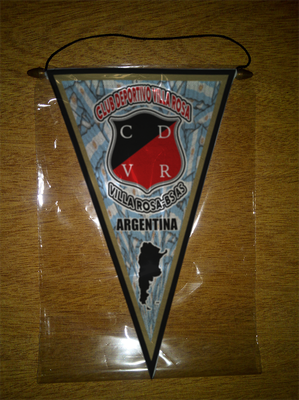 CLUB DEPORTIVO VILLA ROSA
C D
V R
VILLA ROSA-BS AS
ARGENTINA